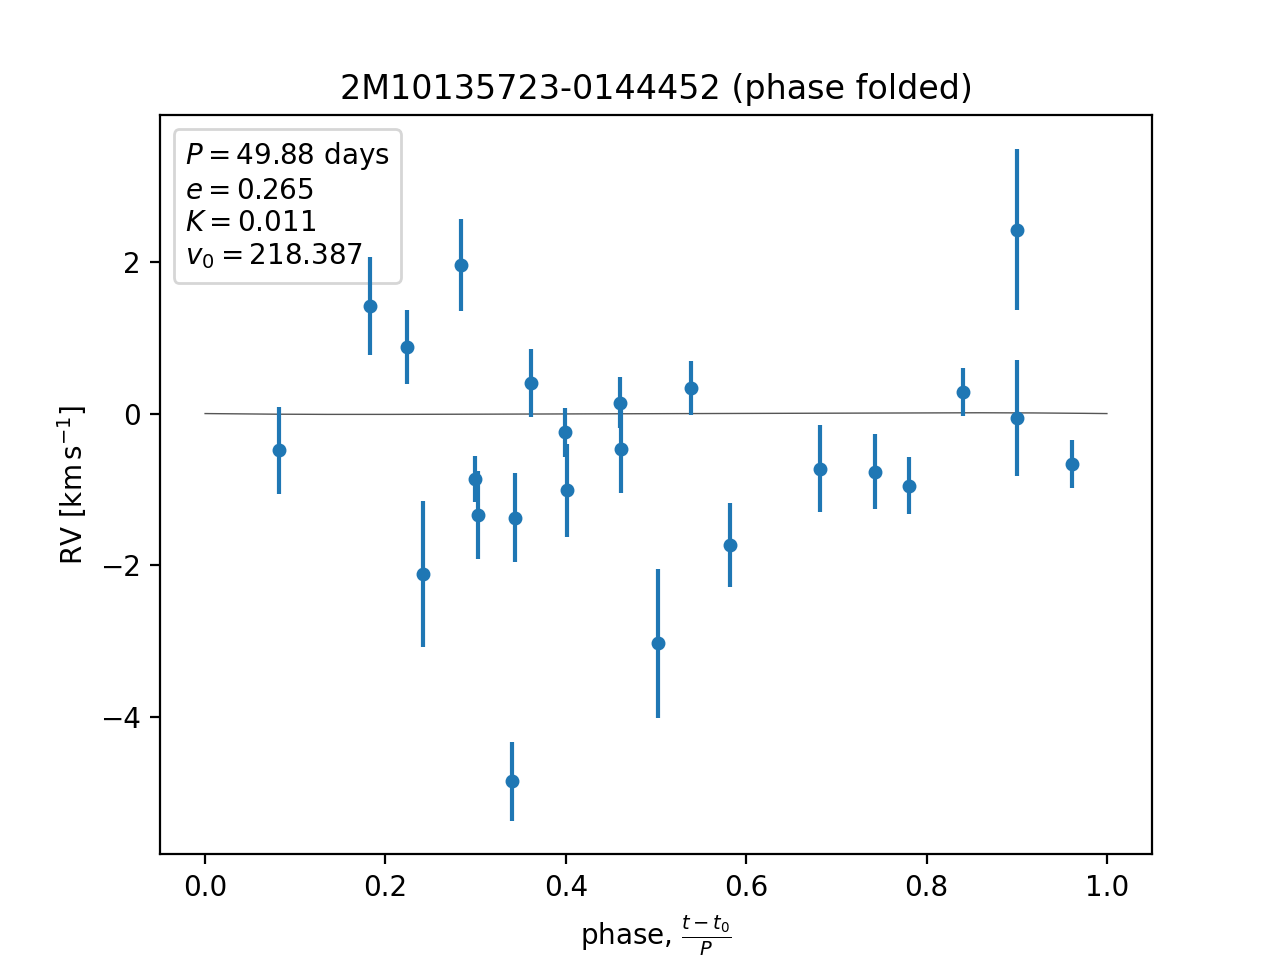 2M10135723-0144452 (phase folded)
P = 49.88 days
e = 0.265
K = 0.011
v₀ = 218.387
RV [km s⁻¹]
2
0
−2
−4
0.0 0.2 0.4 0.6 0.8 1.0
phase, (t − t₀)/P